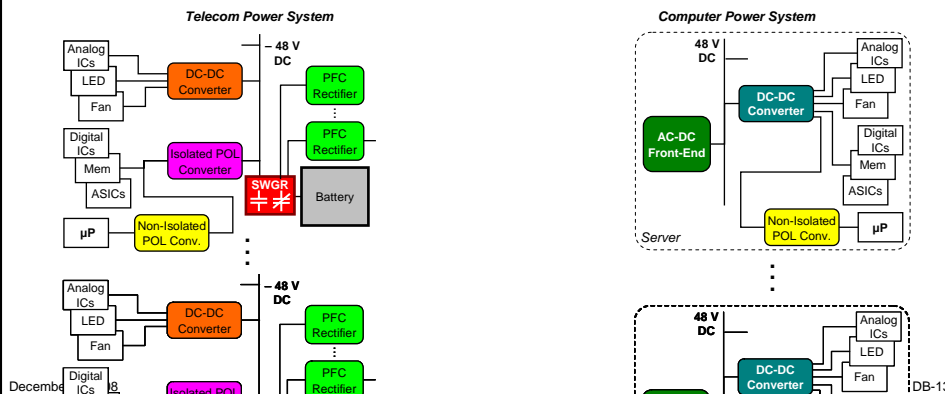 Telecom Power System
– 48 V
DC
Analog
ICs
LED
Fan
DC-DC
Converter
PFC
Rectifier
PFC
Rectifier
Digital
ICs
Mem
ASICs
Isolated POL
Converter
SWGR
Battery
µP
Non-Isolated
POL Conv.
– 48 V
DC
Analog
ICs
LED
Fan
DC-DC
Converter
PFC
Rectifier
PFC
Rectifier
Digital
ICs
Isolated POL
Computer Power System
48 V
DC
Analog
ICs
LED
Fan
DC-DC
Converter
AC-DC
Front-End
Digital
ICs
Mem
ASICs
Non-Isolated
POL Conv.
µP
Server
48 V
DC
Analog
ICs
LED
Fan
DC-DC
Converter
DB-13